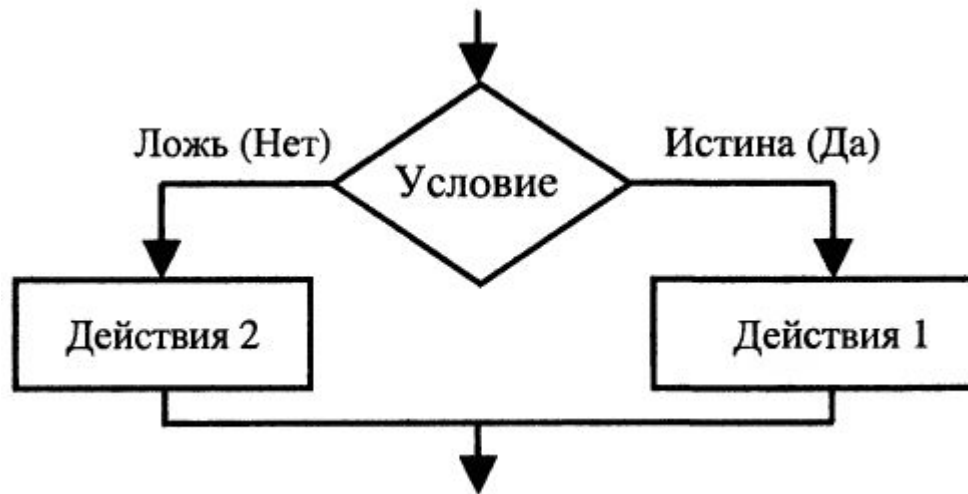 Ложь (Нет)
Истина (Да)
Условие
Действия 2
Действия 1